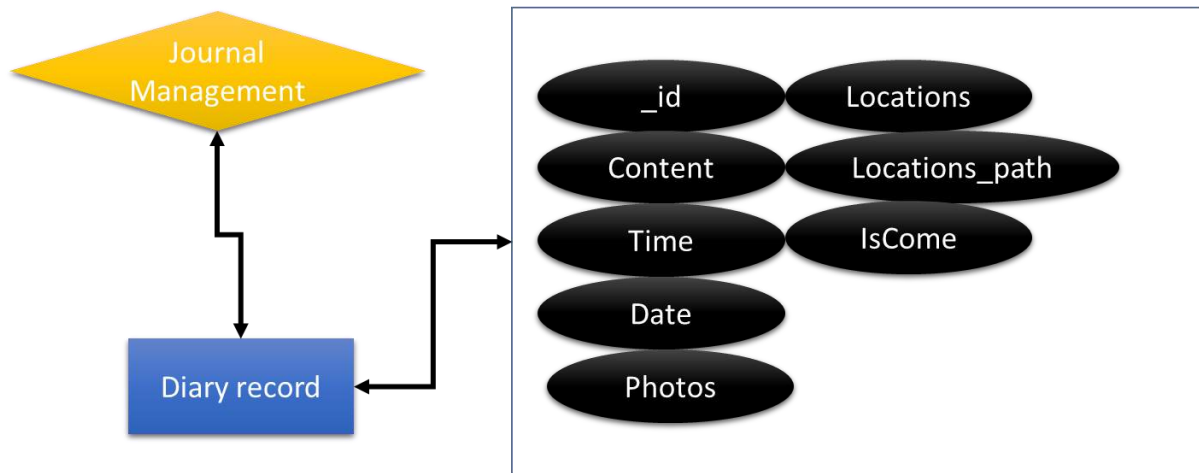 Journal
Management
Diary record
_id
Content
Time
Date
Photos
Locations
Locations_path
IsCome